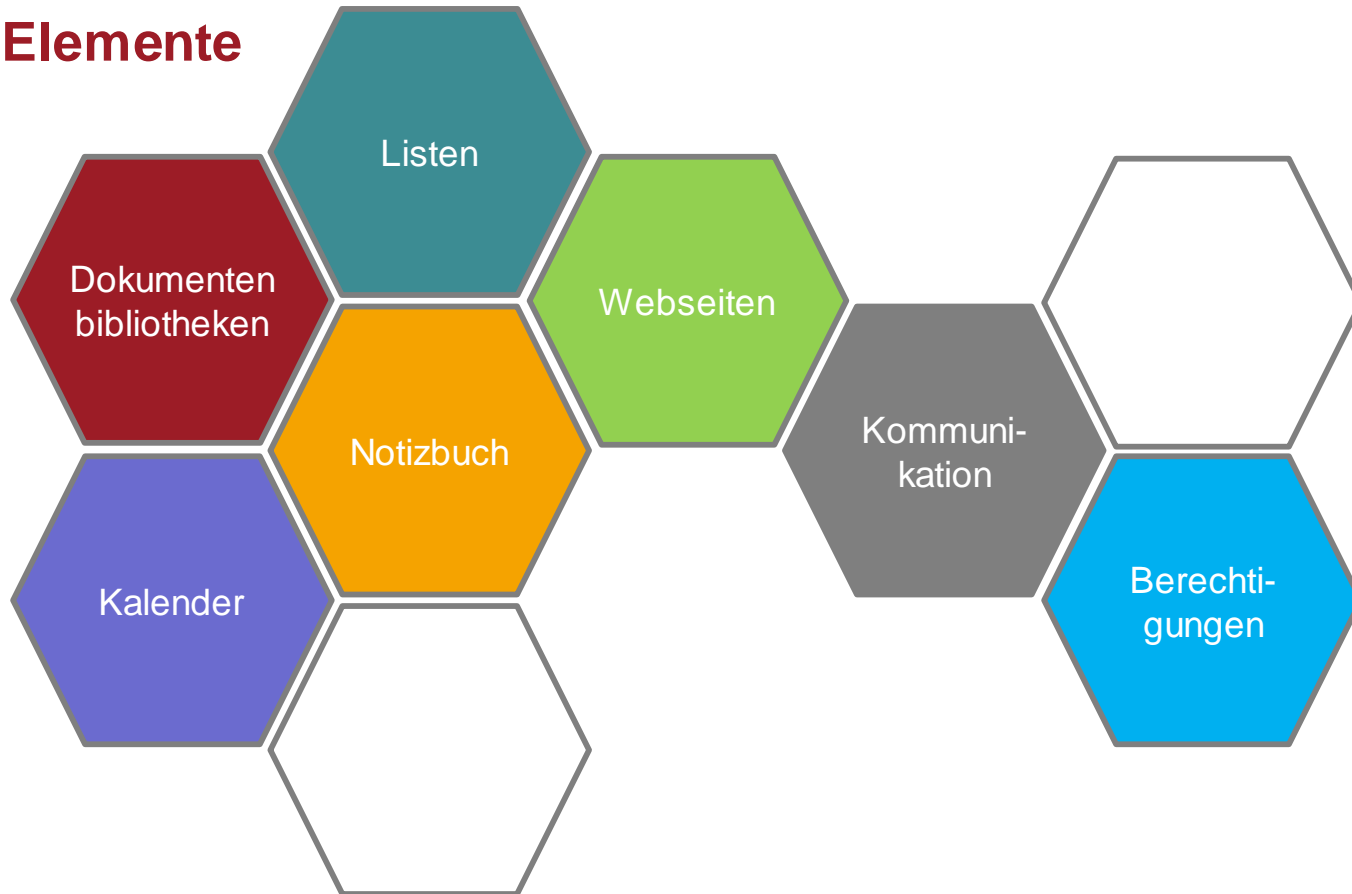 Elemente
Listen
Dokumenten
bibliotheken
Webseiten
Notizbuch
Kommuni-
kation
Kalender
Berechti-
gungen